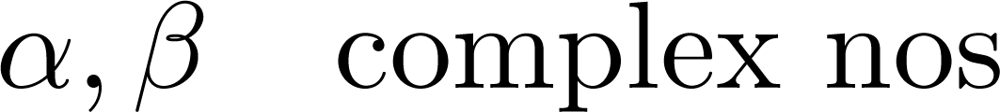 α, β complex nos